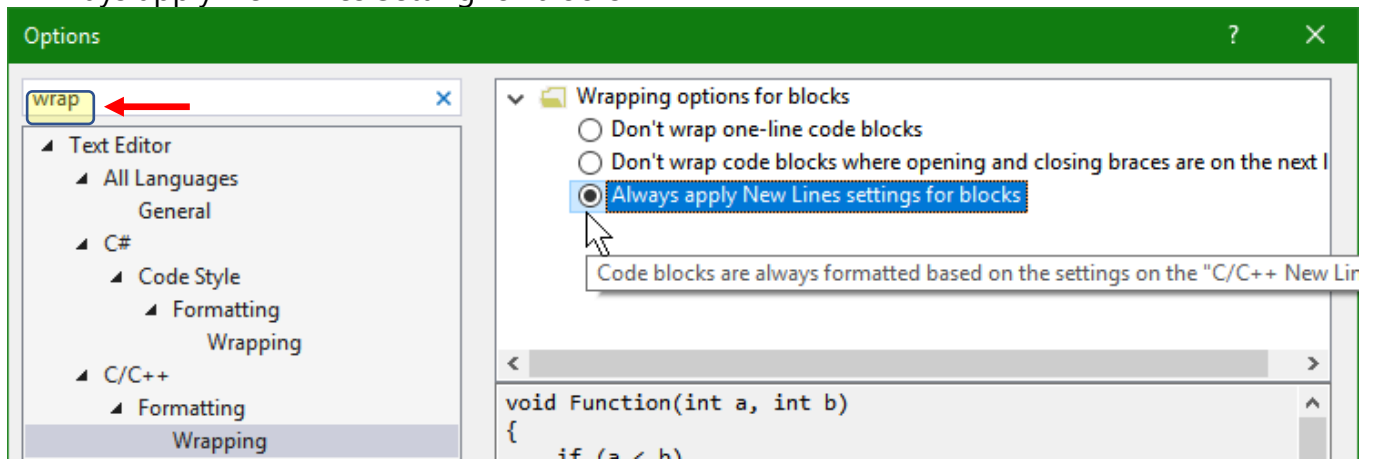 Options
?
wrap
Text Editor
All Languages
General
C#
Code Style
Formatting
Wrapping
C/C++
Formatting
Wrapping
Wrapping options for blocks
Don't wrap one-line code blocks
Don't wrap code blocks where opening and closing braces are on the next l
Always apply New Lines settings for blocks
Code blocks are always formatted based on the settings on the "C/C++ New Lin
void Function(int a, int b)
{
if (a < b)